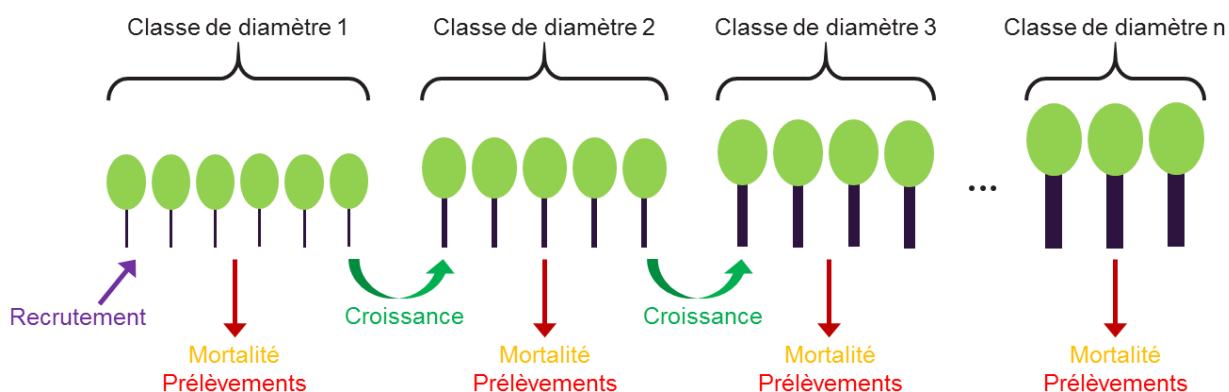 Classe de diamètre 1
Classe de diamètre 2
Classe de diamètre 3
Classe de diamètre n
...
Recrutement
Croissance
Croissance
Mortalité
Prélèvements
Mortalité
Prélèvements
Mortalité
Prélèvements
Mortalité
Prélèvements